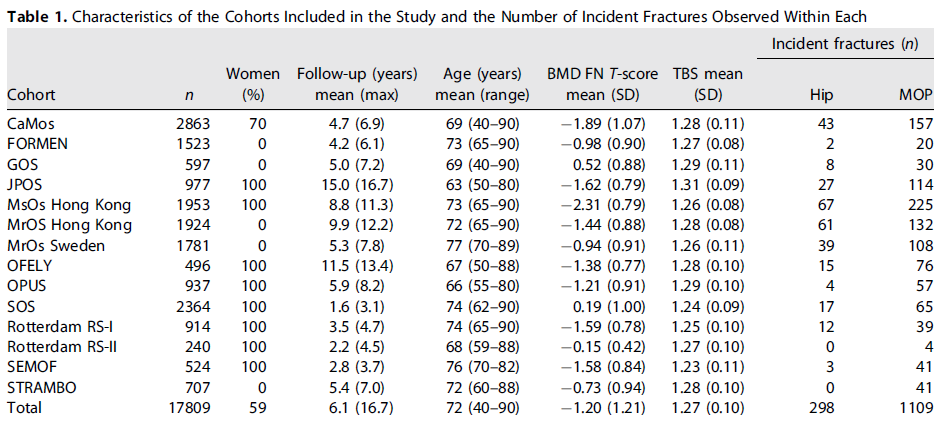 Table 1. Characteristics of the Cohorts Included in the Study and the Number of Incident Fractures Observed Within Each
Incident fractures (n)
Women Follow-up (years) Age (years) BMD FN T-score TBS mean
Cohort n (%) mean (max) mean (range) mean (SD) (SD) Hip MOP
CaMos 2863 70 4.7 (6.9) 69 (40–90) −1.89 (1.07) 1.28 (0.11) 43 157
FORMEN 1523 0 4.2 (6.1) 73 (65–90) −0.98 (0.90) 1.27 (0.08) 2 20
GOS 597 0 5.0 (7.2) 69 (40–90) 0.52 (0.88) 1.29 (0.11) 8 30
JPOS 977 100 15.0 (16.7) 63 (50–80) −1.62 (0.79) 1.31 (0.09) 27 114
MsOs Hong Kong 1953 100 8.8 (11.3) 73 (65–90) −2.31 (0.79) 1.26 (0.08) 67 225
MrOS Hong Kong 1924 0 9.9 (12.2) 72 (65–90) −1.44 (0.88) 1.28 (0.08) 61 132
MrOs Sweden 1781 0 5.3 (7.8) 77 (70–89) −0.94 (0.91) 1.26 (0.11) 39 108
OFELY 496 100 11.5 (13.4) 67 (50–88) −1.38 (0.77) 1.28 (0.10) 15 76
OPUS 937 100 5.9 (8.2) 66 (55–80) −1.21 (0.91) 1.29 (0.10) 4 57
SOS 2364 100 1.6 (3.1) 74 (62–90) 0.19 (1.00) 1.24 (0.09) 17 65
Rotterdam RS-I 914 100 3.5 (4.7) 74 (65–90) −1.59 (0.78) 1.25 (0.10) 12 39
Rotterdam RS-II 240 100 2.2 (4.5) 68 (59–88) −0.15 (0.42) 1.27 (0.10) 0 4
SEMOF 524 100 2.8 (3.7) 76 (70–82) −1.58 (0.84) 1.23 (0.11) 3 41
STRAMBO 707 0 5.4 (7.0) 72 (60–88) −0.73 (0.94) 1.28 (0.10) 0 41
Total 17809 59 6.1 (16.7) 72 (40–90) −1.20 (1.21) 1.27 (0.10) 298 1109